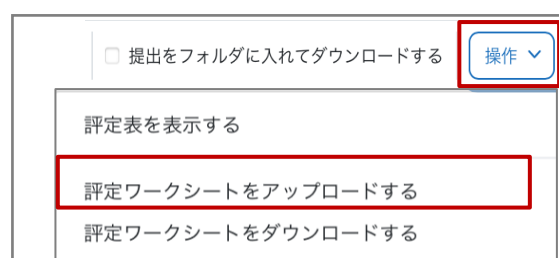 提出をフォルダに入れてダウンロードする 操作
評定表を表示する
評定ワークシートをアップロードする
評定ワークシートをダウンロードする